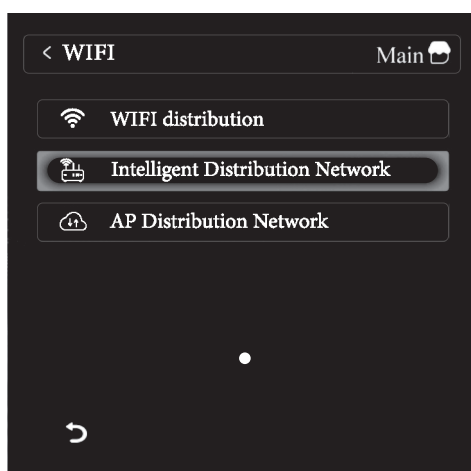 < WIFI Main
WIFI distribution
Intelligent Distribution Network
AP Distribution Network